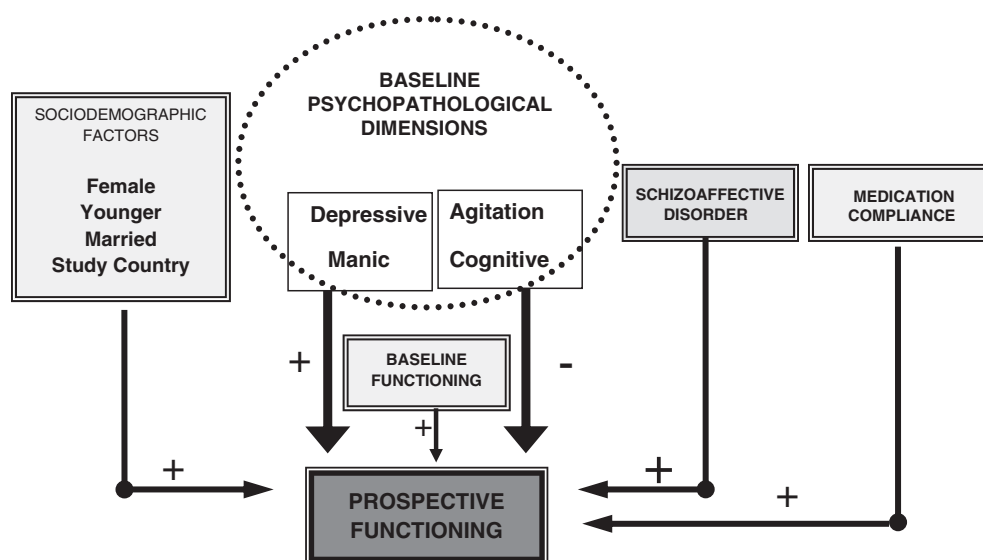 SOCIODEMOGRAPHIC
FACTORS
Female
Younger
Married
Study Country
BASELINE
PSYCHOPATHOLOGICAL
DIMENSIONS
Depressive
Manic
Agitation
Cognitive
SCHIZOAFFECTIVE
DISORDER
MEDICATION
COMPLIANCE
+
BASELINE
FUNCTIONING
-
+
+
+
+
PROSPECTIVE
FUNCTIONING